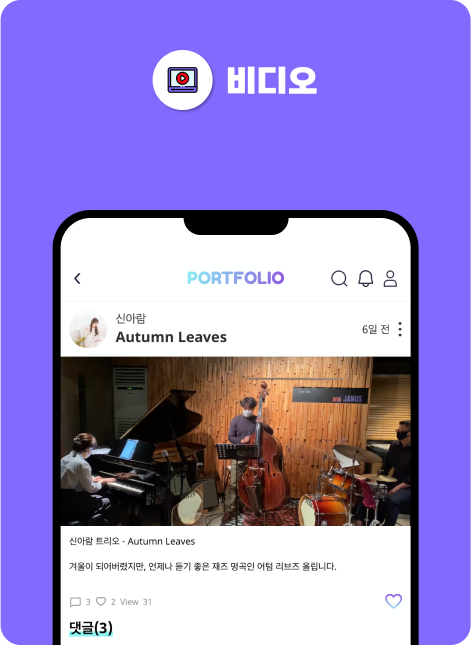 비디오
PORTFOLIO
신아람
Autumn Leaves
6일 전
JANUS
신아람 트리오 - Autumn Leaves
겨울이 되어버렸지만, 언제나 듣기 좋은 재즈 명곡인 어텀 리브즈 올립니다.
3 2 View 31
댓글(3)